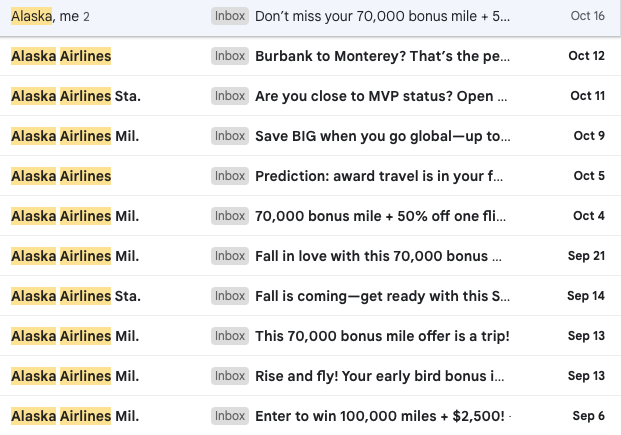 Alaska, me 2 Inbox Don’t miss your 70,000 bonus mile + 5... Oct 16
Alaska Airlines Inbox Burbank to Monterey? That’s the pe... Oct 12
Alaska Airlines Sta. Inbox Are you close to MVP status? Open ... Oct 11
Alaska Airlines Mil. Inbox Save BIG when you go global—up to... Oct 9
Alaska Airlines Inbox Prediction: award travel is in your f... Oct 5
Alaska Airlines Mil. Inbox 70,000 bonus mile + 50% off one fli... Oct 4
Alaska Airlines Mil. Inbox Fall in love with this 70,000 bonus ... Sep 21
Alaska Airlines Sta. Inbox Fall is coming—get ready with this S... Sep 14
Alaska Airlines Mil. Inbox This 70,000 bonus mile offer is a trip! Sep 13
Alaska Airlines Mil. Inbox Rise and fly! Your early bird bonus i... Sep 13
Alaska Airlines Mil. Inbox Enter to win 100,000 miles + $2,500! · Sep 6